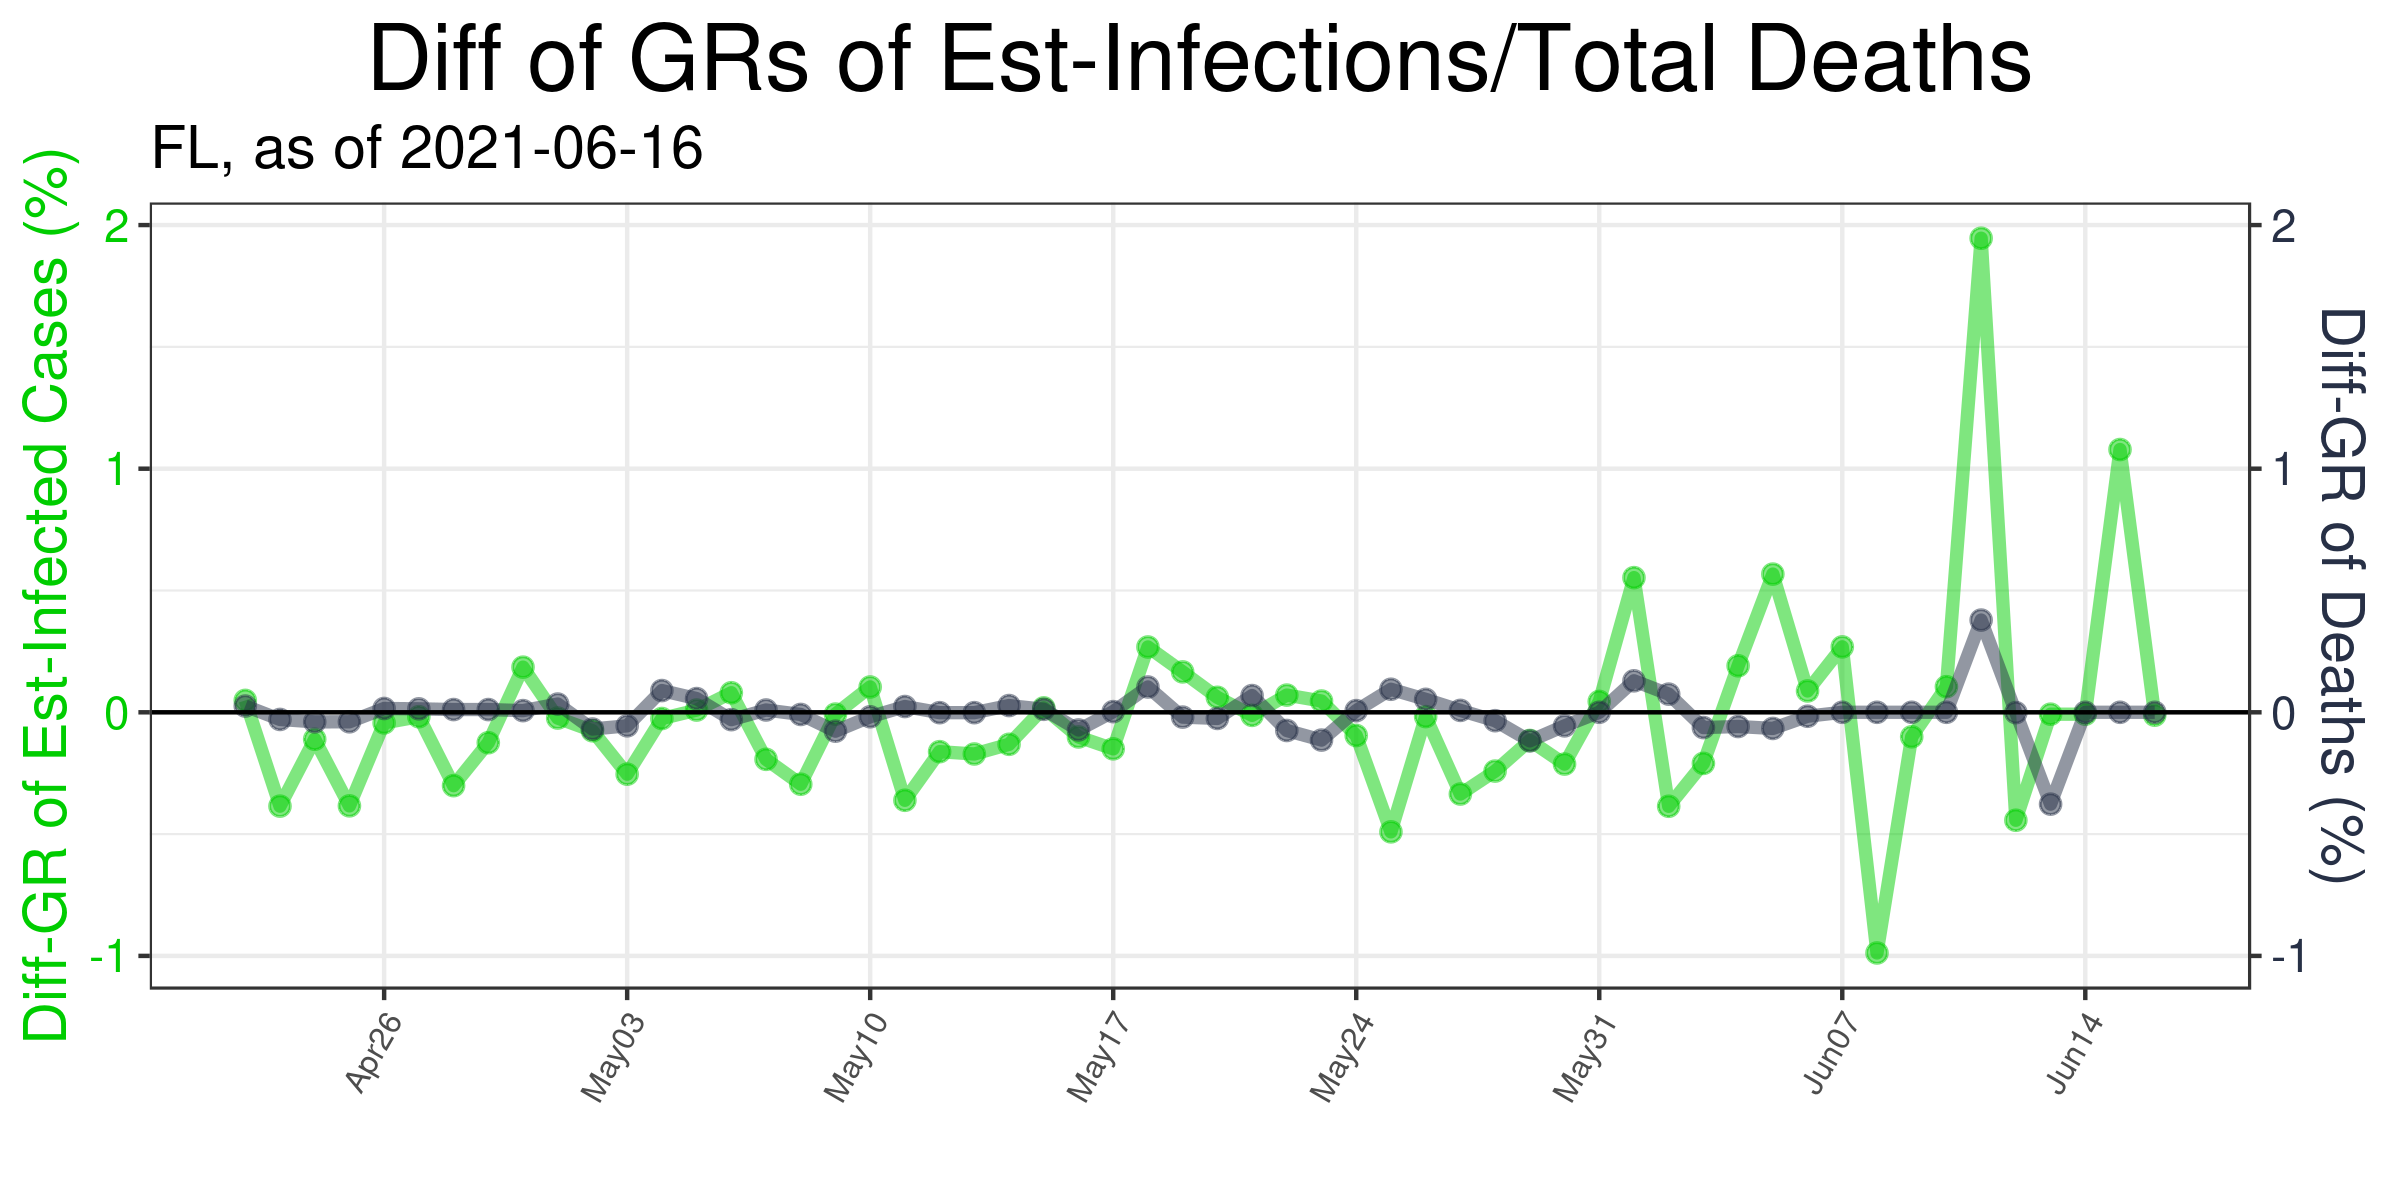 Diff of GRs of Est-Infections/Total Deaths
FL, as of 2021-06-16
Diff-GR of Est-Infected Cases (%)
2
1
0
-1
2
1
0
-1
Diff-GR of Deaths (%)
Apr26
May03
May10
May17
May24
May31
Jun07
Jun14